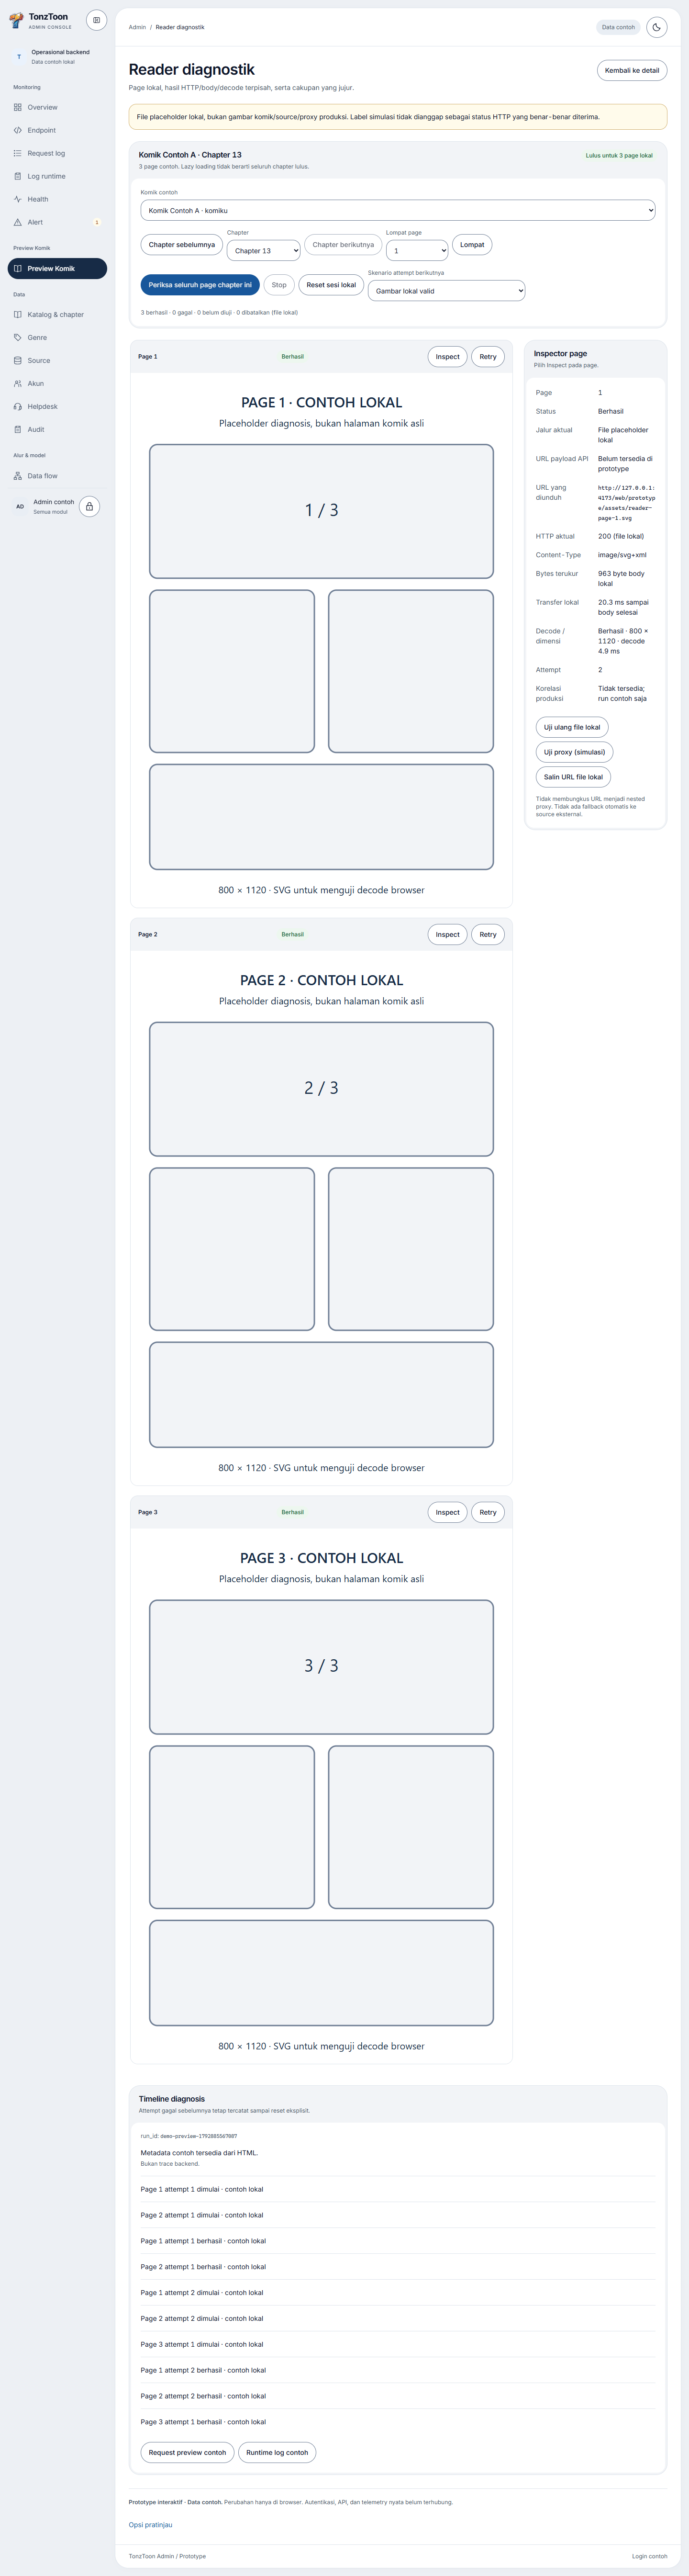 TonzToon
ADMIN CONSOLE
T
Operasional backend
Data contoh lokal
Monitoring
Overview
Endpoint
Request log
Log runtime
Health
Alert
1
Preview Komik
Preview Komik
Data
Katalog & chapter
Genre
Source
Akun
Helpdesk
Audit
Alur & model
Data flow
AD
Admin contoh
Semua modul
Admin / Reader diagnostik
Data contoh
Reader diagnostik
Page lokal, hasil HTTP/body/decode terpisah, serta cakupan yang jujur.
Kembali ke detail
File placeholder lokal, bukan gambar komik/source/proxy produksi. Label simulasi tidak dianggap sebagai status HTTP yang benar-benar diterima.
Komik Contoh A · Chapter 13
3 page contoh. Lazy loading tidak berarti seluruh chapter lulus.
Lulus untuk 3 page lokal
Komik contoh
Komik Contoh A · komiku
Chapter sebelumnya
Chapter
Chapter 13
Chapter berikutnya
Lompat page
1
Lompat
Periksa seluruh page chapter ini
Stop
Reset sesi lokal
Skenario attempt berikutnya
Gambar lokal valid
3 berhasil · 0 gagal · 0 belum diuji · 0 dibatalkan (file lokal)
Page 1
Berhasil
Inspect
Retry
PAGE 1 · CONTOH LOKAL
Placeholder diagnosis, bukan halaman komik asli
1 / 3
800 × 1120 · SVG untuk menguji decode browser
Page 2
Berhasil
Inspect
Retry
PAGE 2 · CONTOH LOKAL
Placeholder diagnosis, bukan halaman komik asli
2 / 3
800 × 1120 · SVG untuk menguji decode browser
Page 3
Berhasil
Inspect
Retry
PAGE 3 · CONTOH LOKAL
Placeholder diagnosis, bukan halaman komik asli
3 / 3
800 × 1120 · SVG untuk menguji decode browser
Inspector page
Pilih Inspect pada page.
Page
1
Status
Berhasil
Jalur aktual
File placeholder
lokal
URL payload API
Belum tersedia di
prototype
URL yang
diunduh
http://127.0.0.1:
4173/web/prototyp
e/assets/reader-
page-1.svg
HTTP aktual
200 (file lokal)
Content-Type
image/svg+xml
Bytes terukur
963 byte body
lokal
Transfer lokal
20.3 ms sampai
body selesai
Decode /
dimensi
Berhasil · 800 ×
1120 · decode
4.9 ms
Attempt
2
Korelasi
produksi
Tidak tersedia;
run contoh saja
Uji ulang file lokal
Uji proxy (simulasi)
Salin URL file lokal
Tidak membungkus URL menjadi nested
proxy. Tidak ada fallback otomatis ke
source eksternal.
Timeline diagnosis
Attempt gagal sebelumnya tetap tercatat sampai reset eksplisit.
run_id: demo-preview-1792885567887
Metadata contoh tersedia dari HTML.
Bukan trace backend.
Page 1 attempt 1 dimulai · contoh lokal
Page 2 attempt 1 dimulai · contoh lokal
Page 1 attempt 1 berhasil · contoh lokal
Page 2 attempt 1 berhasil · contoh lokal
Page 1 attempt 2 dimulai · contoh lokal
Page 2 attempt 2 dimulai · contoh lokal
Page 3 attempt 1 dimulai · contoh lokal
Page 1 attempt 2 berhasil · contoh lokal
Page 2 attempt 2 berhasil · contoh lokal
Page 3 attempt 1 berhasil · contoh lokal
Request preview contoh
Runtime log contoh
Prototype interaktif · Data contoh. Perubahan hanya di browser. Autentikasi, API, dan telemetry nyata belum terhubung.
Opsi pratinjau
TonzToon Admin / Prototype
Login contoh